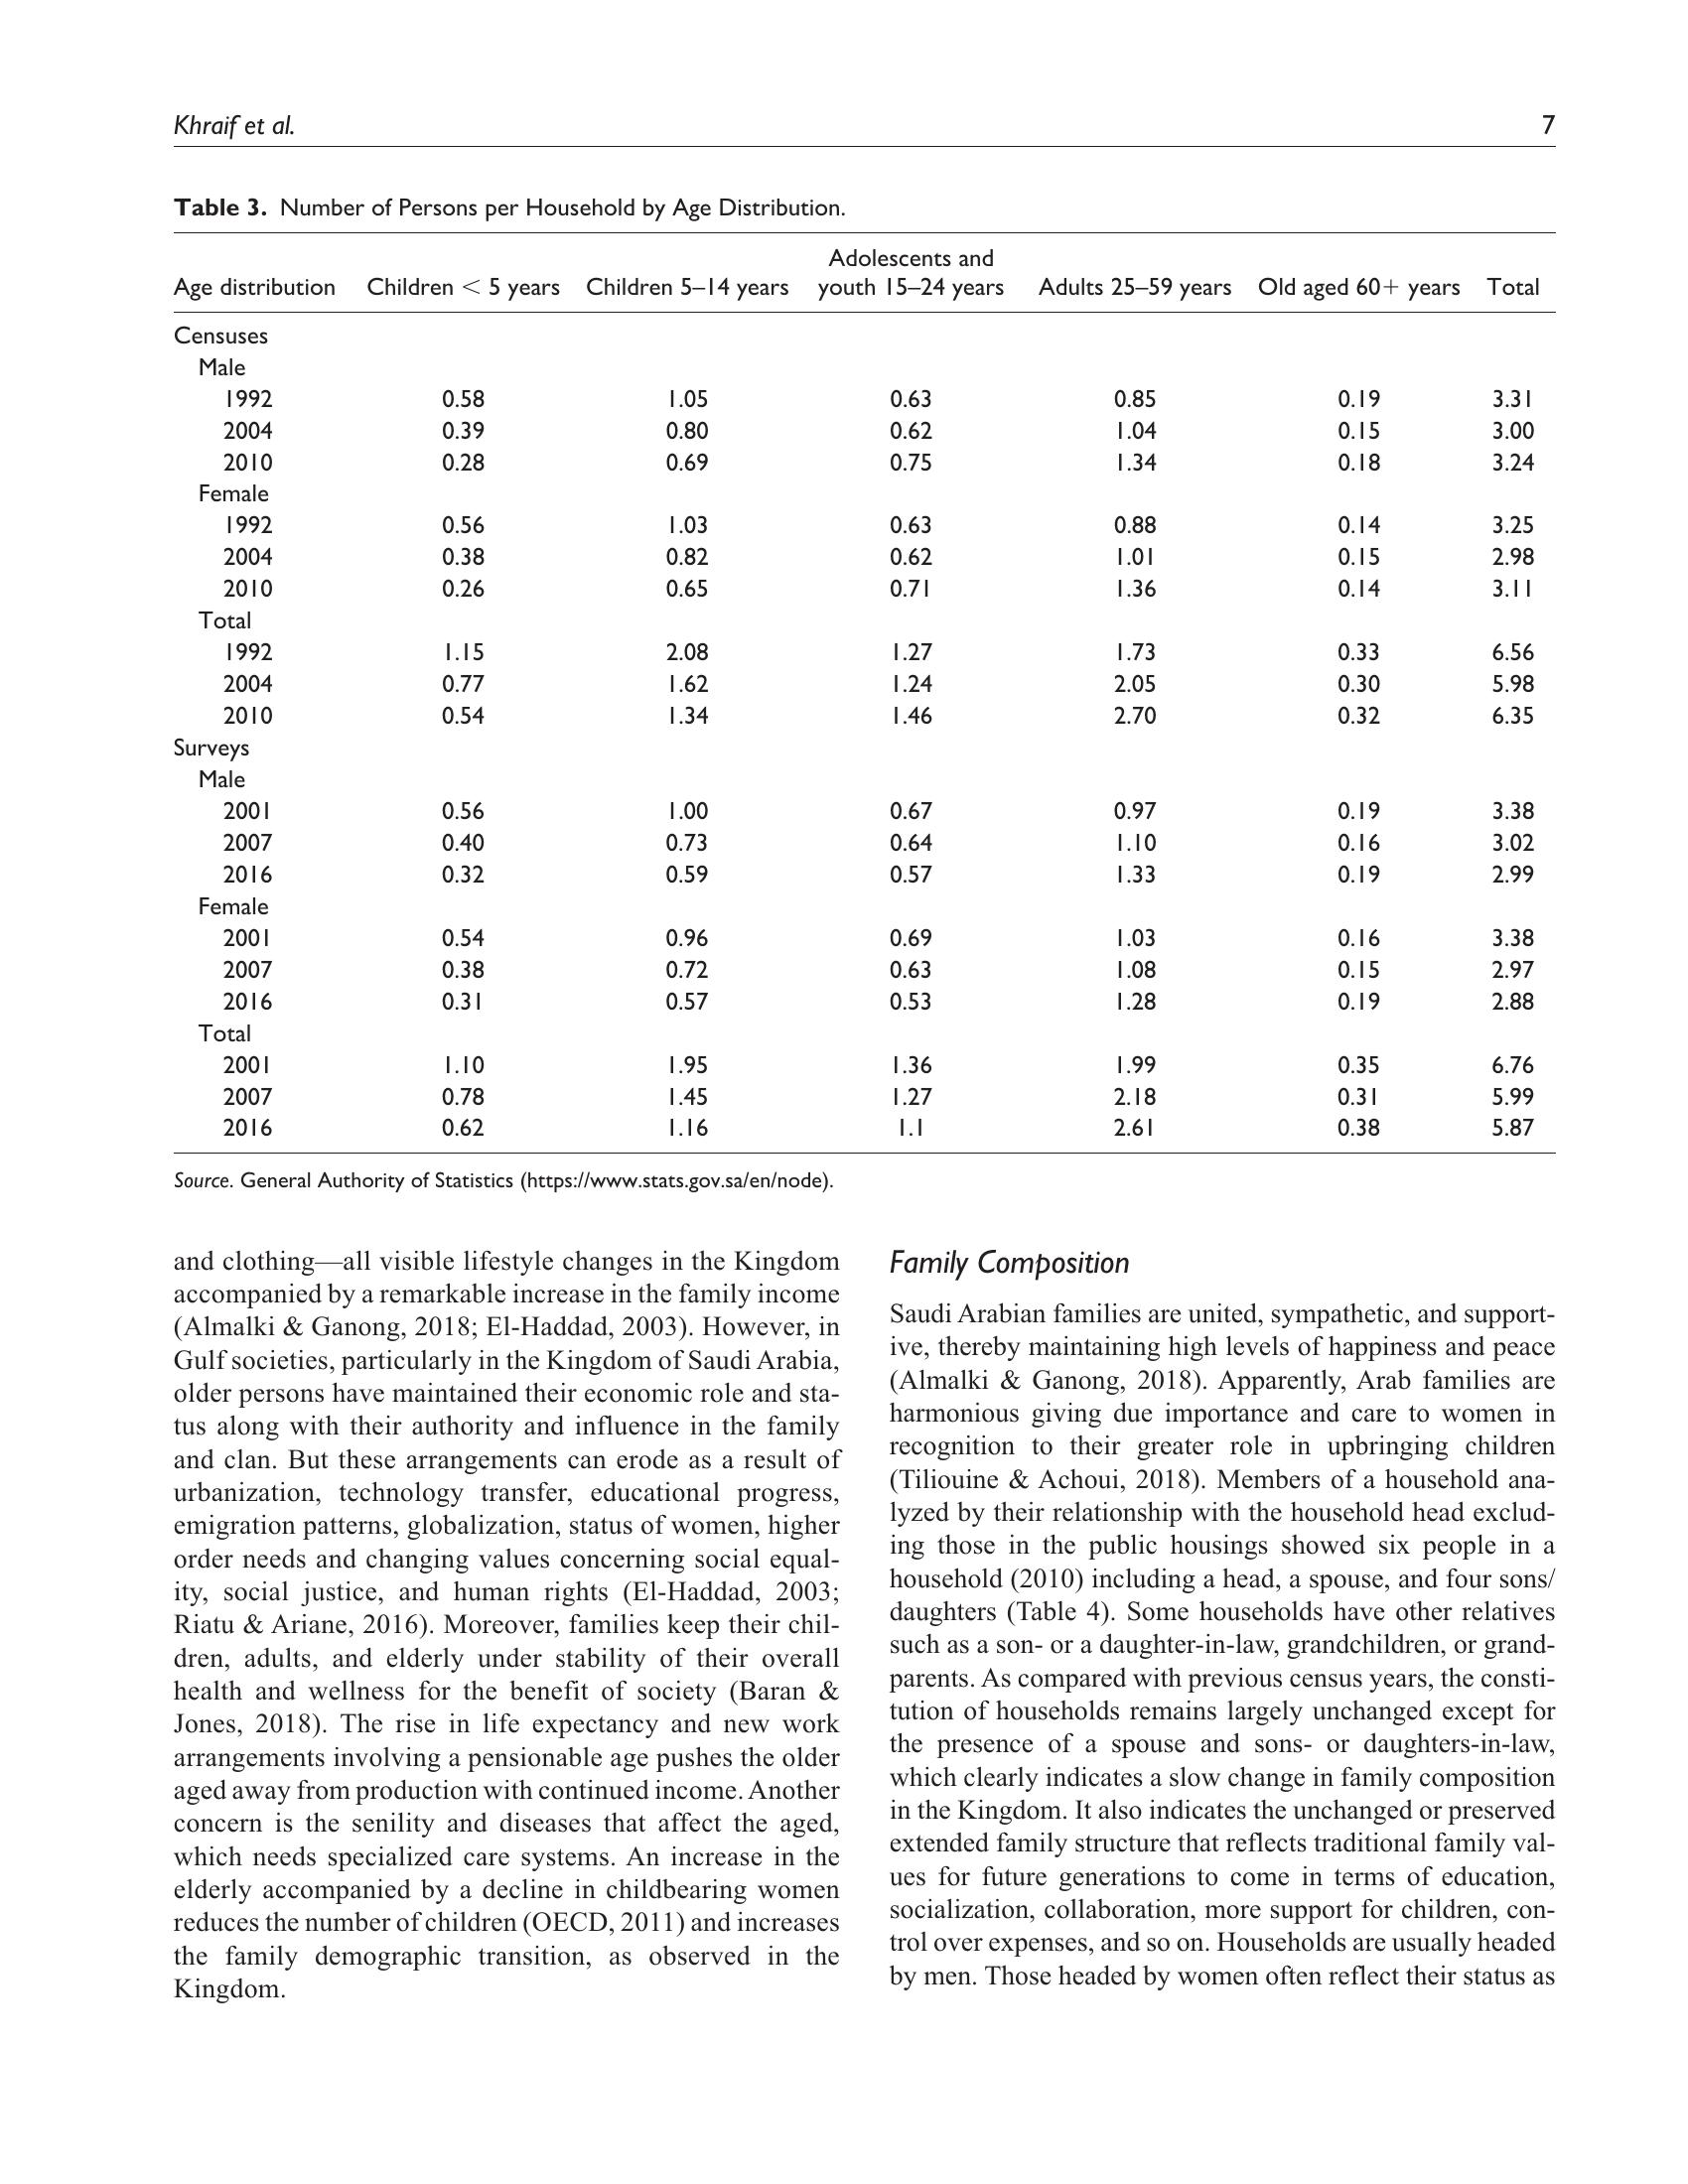 Khraif et al. 7
Table 3. Number of Persons per Household by Age Distribution.
Adolescents and
Age distribution Children < 5 years Children 5–14 years youth 15–24 years Adults 25–59 years Old aged 60+ years Total
Censuses
Male
1992 0.58 1.05 0.63 0.85 0.19 3.31
2004 0.39 0.80 0.62 1.04 0.15 3.00
2010 0.28 0.69 0.75 1.34 0.18 3.24
Female
1992 0.56 1.03 0.63 0.88 0.14 3.25
2004 0.38 0.82 0.62 1.01 0.15 2.98
2010 0.26 0.65 0.71 1.36 0.14 3.11
Total
1992 1.15 2.08 1.27 1.73 0.33 6.56
2004 0.77 1.62 1.24 2.05 0.30 5.98
2010 0.54 1.34 1.46 2.70 0.32 6.35
Surveys
Male
2001 0.56 1.00 0.67 0.97 0.19 3.38
2007 0.40 0.73 0.64 1.10 0.16 3.02
2016 0.32 0.59 0.57 1.33 0.19 2.99
Female
2001 0.54 0.96 0.69 1.03 0.16 3.38
2007 0.38 0.72 0.63 1.08 0.15 2.97
2016 0.31 0.57 0.53 1.28 0.19 2.88
Total
2001 1.10 1.95 1.36 1.99 0.35 6.76
2007 0.78 1.45 1.27 2.18 0.31 5.99
2016 0.62 1.16 1.1 2.61 0.38 5.87
Source. General Authority of Statistics (https://www.stats.gov.sa/en/node).
and clothing—all visible lifestyle changes in the Kingdom
accompanied by a remarkable increase in the family income
(Almalki & Ganong, 2018; El-Haddad, 2003). However, in
Gulf societies, particularly in the Kingdom of Saudi Arabia,
older persons have maintained their economic role and sta-
tus along with their authority and influence in the family
and clan. But these arrangements can erode as a result of
urbanization, technology transfer, educational progress,
emigration patterns, globalization, status of women, higher
order needs and changing values concerning social equal-
ity, social justice, and human rights (El-Haddad, 2003;
Riatu & Ariane, 2016). Moreover, families keep their chil-
dren, adults, and elderly under stability of their overall
health and wellness for the benefit of society (Baran &
Jones, 2018). The rise in life expectancy and new work
arrangements involving a pensionable age pushes the older
aged away from production with continued income. Another
concern is the senility and diseases that affect the aged,
which needs specialized care systems. An increase in the
elderly accompanied by a decline in childbearing women
reduces the number of children (OECD, 2011) and increases
the family demographic transition, as observed in the
Kingdom.
Family Composition
Saudi Arabian families are united, sympathetic, and support-
ive, thereby maintaining high levels of happiness and peace
(Almalki & Ganong, 2018). Apparently, Arab families are
harmonious giving due importance and care to women in
recognition to their greater role in upbringing children
(Tiliouine & Achoui, 2018). Members of a household ana-
lyzed by their relationship with the household head exclud-
ing those in the public housings showed six people in a
household (2010) including a head, a spouse, and four sons/
daughters (Table 4). Some households have other relatives
such as a son- or a daughter-in-law, grandchildren, or grand-
parents. As compared with previous census years, the consti-
tution of households remains largely unchanged except for
the presence of a spouse and sons- or daughters-in-law,
which clearly indicates a slow change in family composition
in the Kingdom. It also indicates the unchanged or preserved
extended family structure that reflects traditional family val-
ues for future generations to come in terms of education,
socialization, collaboration, more support for children, con-
trol over expenses, and so on. Households are usually headed
by men. Those headed by women often reflect their status as